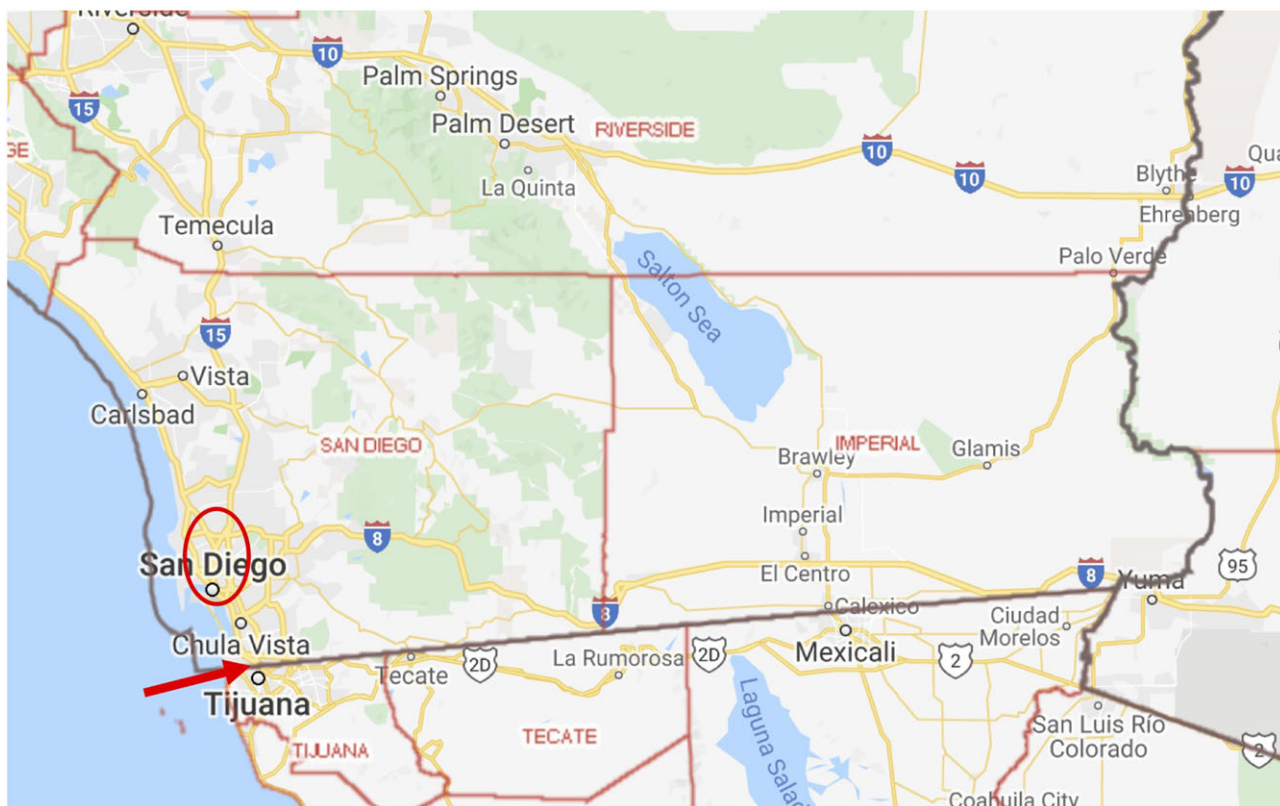 Riverside
10
Palm Springs
15
Palm Desert
RIVERSIDE
GE
10
10
Qua
Blythe
10
La Quinta
Ehrenberg
Temecula
Palo Verde
Salton Sea
15
Vista
Carlsbad
SAN DIEGO
IMPERIAL
Brawley
Glamis
Imperial
8
San Diego
El Centro
8
Yuma
95
8
Calexico
Ciudad
Morelos
Chula Vista
La Rumorosa
2D
Mexicali
2
Tecate
2D
Tijuana
San Luis Río
Colorado
TECATE
TIJUANA
2
Laguna Salad
Coahuila City